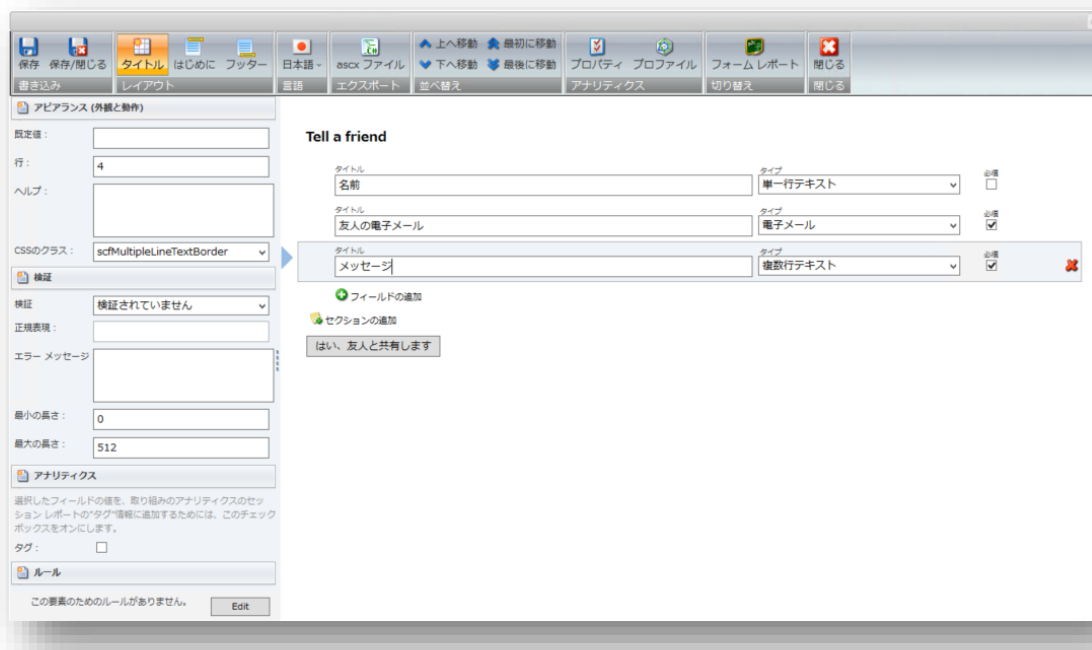 保存 保存/閉じる タイトル はじめに フッター 日本語 ascx ファイル 上へ移動 最初に移動 プロパティ プロファイル フォーム レポート 閉じる
下へ移動 最後に移動
書き込み レイアウト 言語 エクスポート 並べ替え アナリティクス 切り替え 閉じる
アピアランス (外観と動作)
既定値：
行： 4
ヘルプ：
CSSのクラス： scfMultipleLineTextBorder
検証
検証 検証されていません
正規表現：
エラー メッセージ
最小の長さ： 0
最大の長さ： 512
アナリティクス
選択したフィールドの値を、取り組みのアナリティクスのセッ
ション レポートの"タグ"情報に追加するためには、このチェック
ボックスをオンにします。
タグ：
ルール
この要素のためのルールがありません。 Edit
Tell a friend
タイトル タイプ 必須
名前 単一行テキスト
タイトル タイプ 必須
友人の電子メール 電子メール
タイトル タイプ 必須
メッセージ 複数行テキスト
フィールドの追加
セクションの追加
はい、友人と共有します